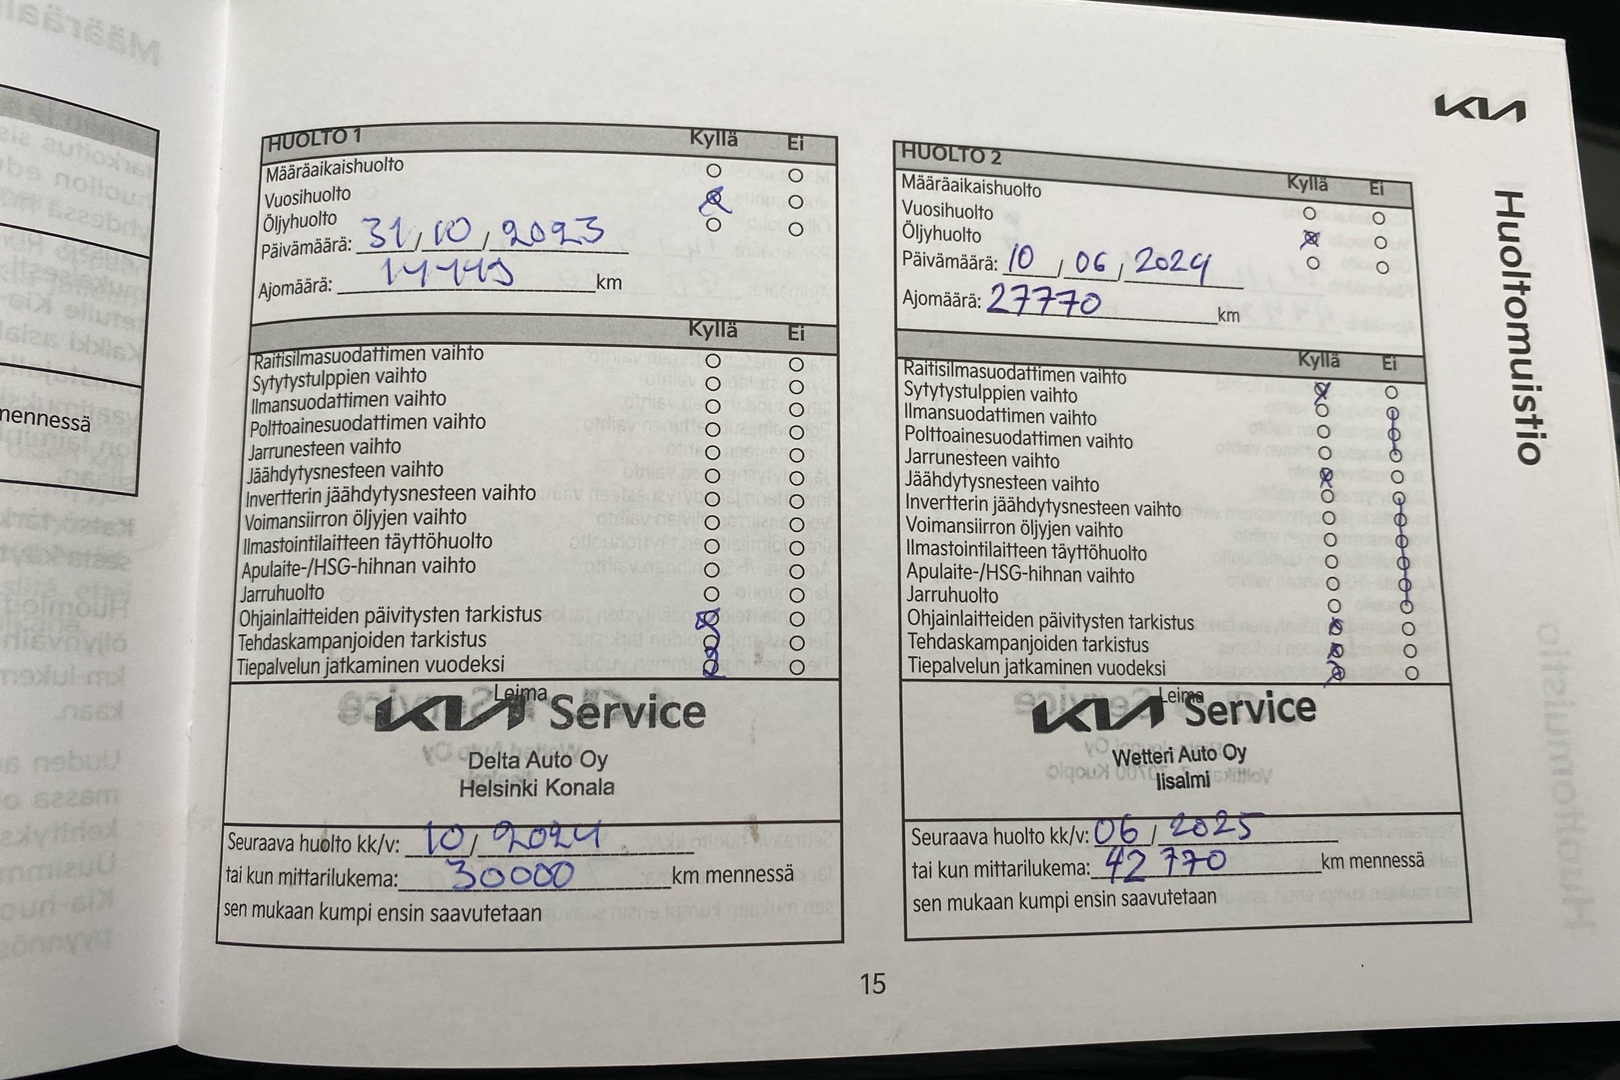 KIA
Huoltomuistio
mennessä
HUOLTO 1 Kyllä Ei
Määräaikaishuolto
Vuosihuolto
Öljyhuolto
Päivämäärä: 31, 10, 2023
Ajomäärä: 14449 km
Kyllä Ei
Raitisilmasuodattimen vaihto
Sytytystulppien vaihto
Ilmansuodattimen vaihto
Polttoainesuodattimen vaihto
Jarrunesteen vaihto
Jäähdytysnesteen vaihto
Invertterin jäähdytysnesteen vaihto
Voimansiirron öljyjen vaihto
Ilmastointilaitteen täyttöhuolto
Apulaite-/HSG-hihnan vaihto
Jarruhuolto
Ohjainlaitteiden päivitysten tarkistus
Tehdaskampanjoiden tarkistus
Tiepalvelun jatkaminen vuodeksi
Leima
KIA Service
Delta Auto Oy
Helsinki Konala
Seuraava huolto kk/v: 10, 2024
tai kun mittarilukema: 30000 km mennessä
sen mukaan kumpi ensin saavutetaan
HUOLTO 2
Kyllä Ei
Määräaikaishuolto
Vuosihuolto
Öljyhuolto
Päivämäärä: 10, 06, 2024
Ajomäärä: 27770 km
Kyllä Ei
Raitisilmasuodattimen vaihto
Sytytystulppien vaihto
Ilmansuodattimen vaihto
Polttoainesuodattimen vaihto
Jarrunesteen vaihto
Jäähdytysnesteen vaihto
Invertterin jäähdytysnesteen vaihto
Voimansiirron öljyjen vaihto
Ilmastointilaitteen täyttöhuolto
Apulaite-/HSG-hihnan vaihto
Jarruhuolto
Ohjainlaitteiden päivitysten tarkistus
Tehdaskampanjoiden tarkistus
Tiepalvelun jatkaminen vuodeksi
Leima
KIA Service
Wetteri Auto Oy
Iisalmi
Seuraava huolto kk/v: 06, 2025
tai kun mittarilukema: 42 770 km mennessä
sen mukaan kumpi ensin saavutetaan
15